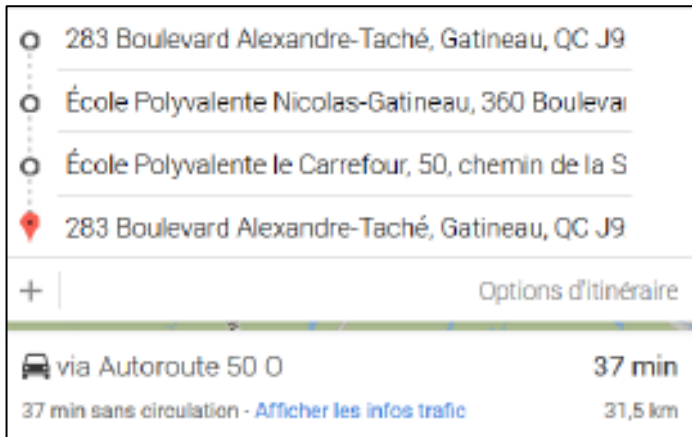 283 Boulevard Alexandre-Taché, Gatineau, QC J9
École Polyvalente Nicolas-Gatineau, 360 Bouleva
École Polyvalente le Carrefour, 50, chemin de la S
283 Boulevard Alexandre-Taché, Gatineau, QC J9
+ Options d'itinéraire
via Autoroute 50 O 37 min
37 min sans circulation - Afficher les infos trafic 31,5 km